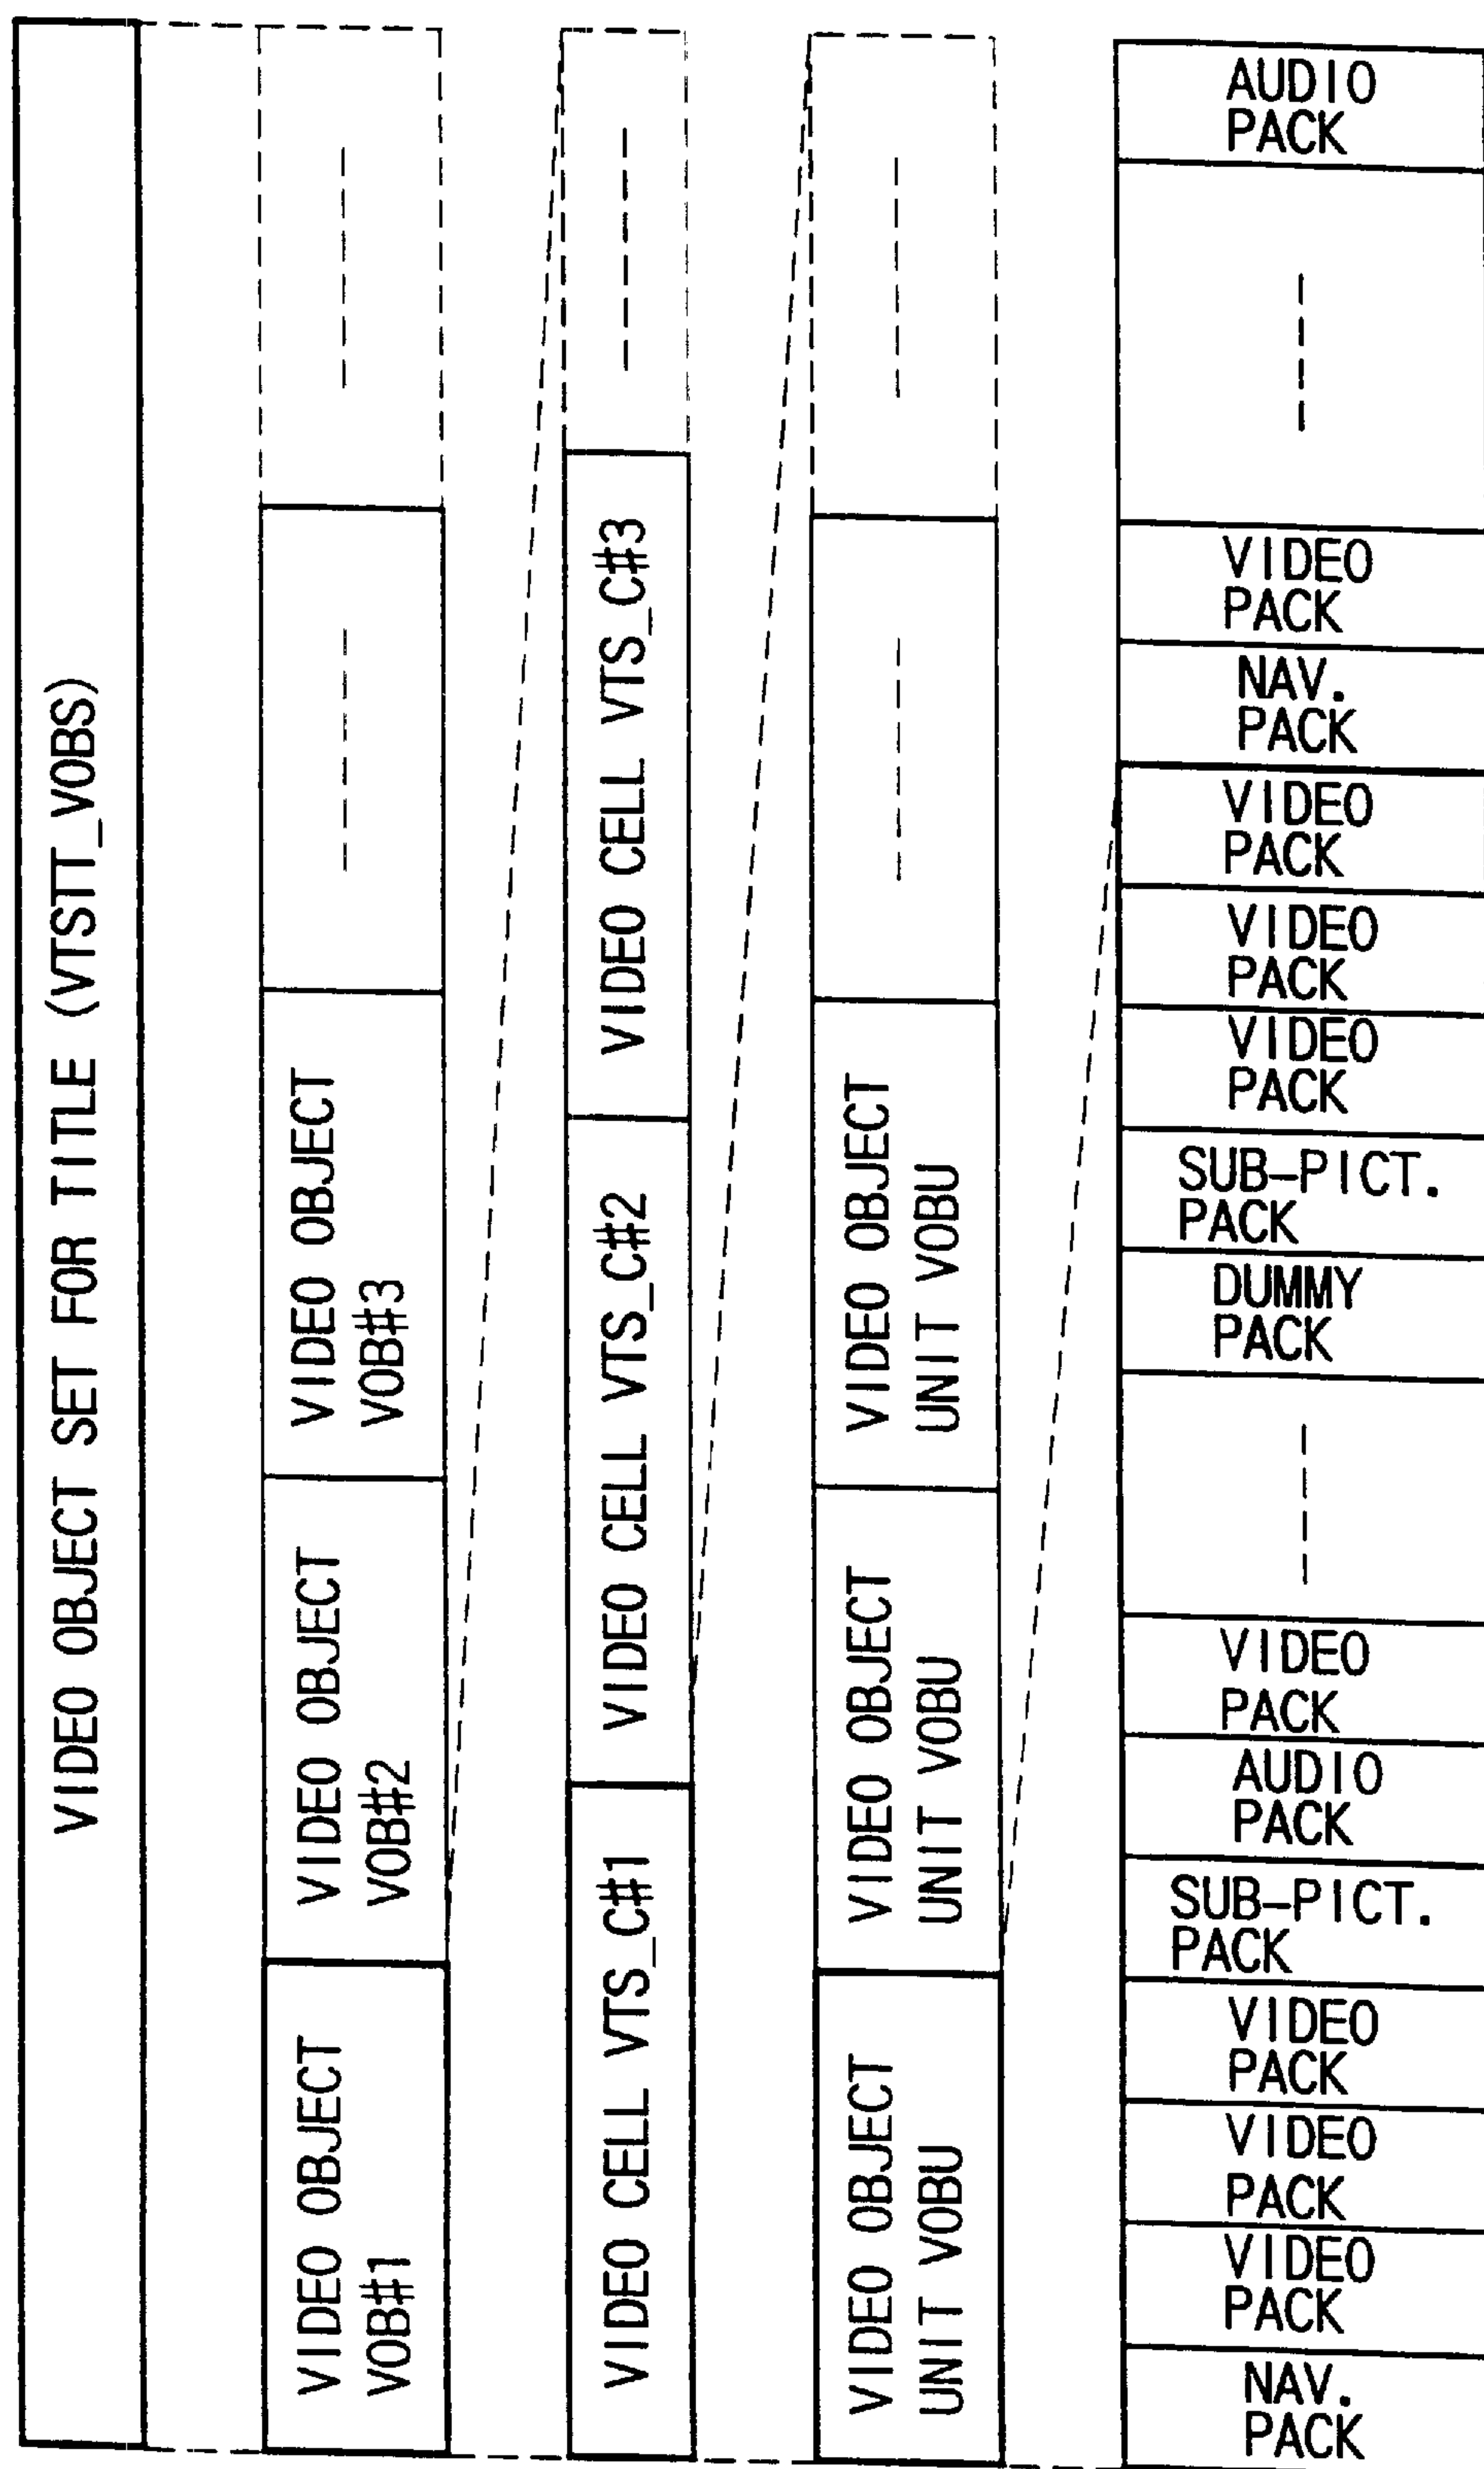 VIDEO OBJECT SET FOR TITLE (VTSTT_VOBS)
VIDEO OBJECT
VOB#1
VIDEO OBJECT
VOB#2
VIDEO OBJECT
VOB#3
VIDEO CELL VTS_C#1
VIDEO CELL VTS_C#2
VIDEO CELL VTS_C#3
VIDEO OBJECT
UNIT VOBU
VIDEO OBJECT
UNIT VOBU
VIDEO OBJECT
UNIT VOBU
NAV.
PACK
VIDEO
PACK
VIDEO
PACK
VIDEO
PACK
SUB-PICT.
PACK
AUDIO
PACK
VIDEO
PACK
DUMMY
PACK
SUB-PICT.
PACK
VIDEO
PACK
VIDEO
PACK
VIDEO
PACK
NAV.
PACK
VIDEO
PACK
AUDIO
PACK